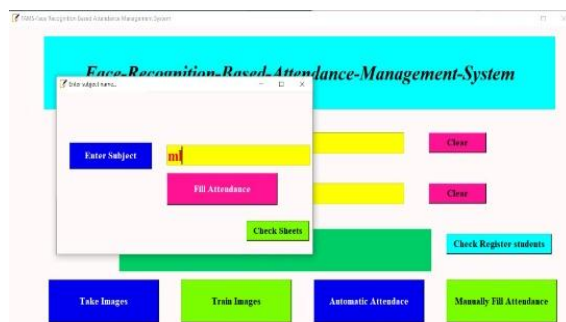 FAMS-Face Recognition Based Attendance Management System
Face-Recognition-Based-Attendance-Management-System
Enter subject name...
Enter Subject
ml
Clear
Fill Attendance
Clear
Check Sheets
Check Register students
Take Images
Train Images
Automatic Attendace
Manually Fill Attendance